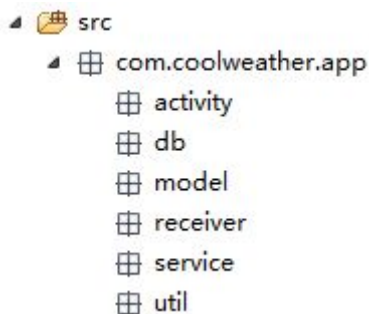 src
com.coolweather.app
activity
db
model
receiver
service
util